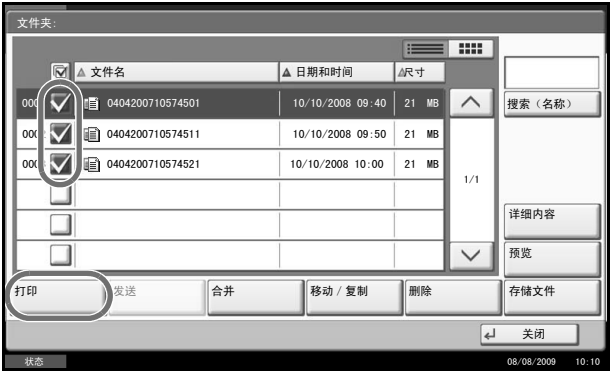 文件夹:
文件名 日期和时间 尺寸
0404200710574501 10/10/2008 09:40 21 MB
搜索（名称）
0404200710574511 10/10/2008 09:50 21 MB
0404200710574521 10/10/2008 10:00 21 MB
1/1
详细内容
预览
打印 发送 合并 移动 / 复制 删除 存储文件
关闭
状态 08/08/2009 10:10